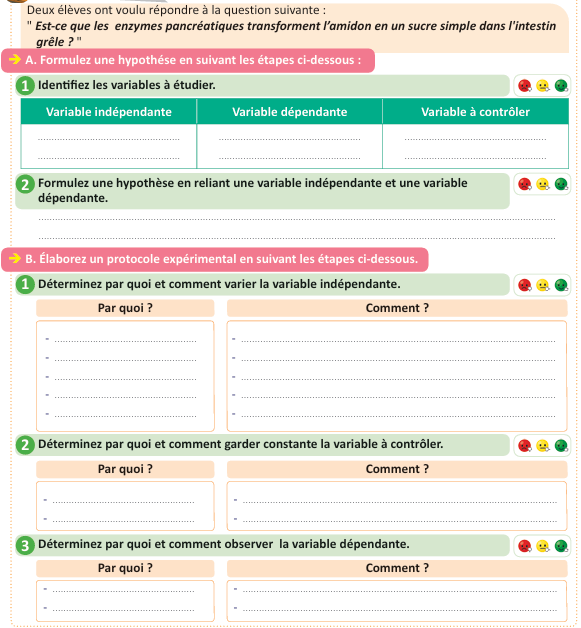 Deux élèves ont voulu répondre à la question suivante :
" Est-ce que les enzymes pancréatiques transforment l'amidon en un sucre simple dans l'intestin
grêle ? "
➔ A. Formulez une hypothése en suivant les étapes ci-dessous :
1 Identifiez les variables à étudier.
Variable indépendante Variable dépendante Variable à contrôler
2 Formulez une hypothèse en reliant une variable indépendante et une variable
dépendante.
➔ B. Élaborez un protocole expérimental en suivant les étapes ci-dessous.
1 Déterminez par quoi et comment varier la variable indépendante.
Par quoi ? Comment ?
2 Déterminez par quoi et comment garder constante la variable à contrôler.
Par quoi ? Comment ?
3 Déterminez par quoi et comment observer la variable dépendante.
Par quoi ? Comment ?